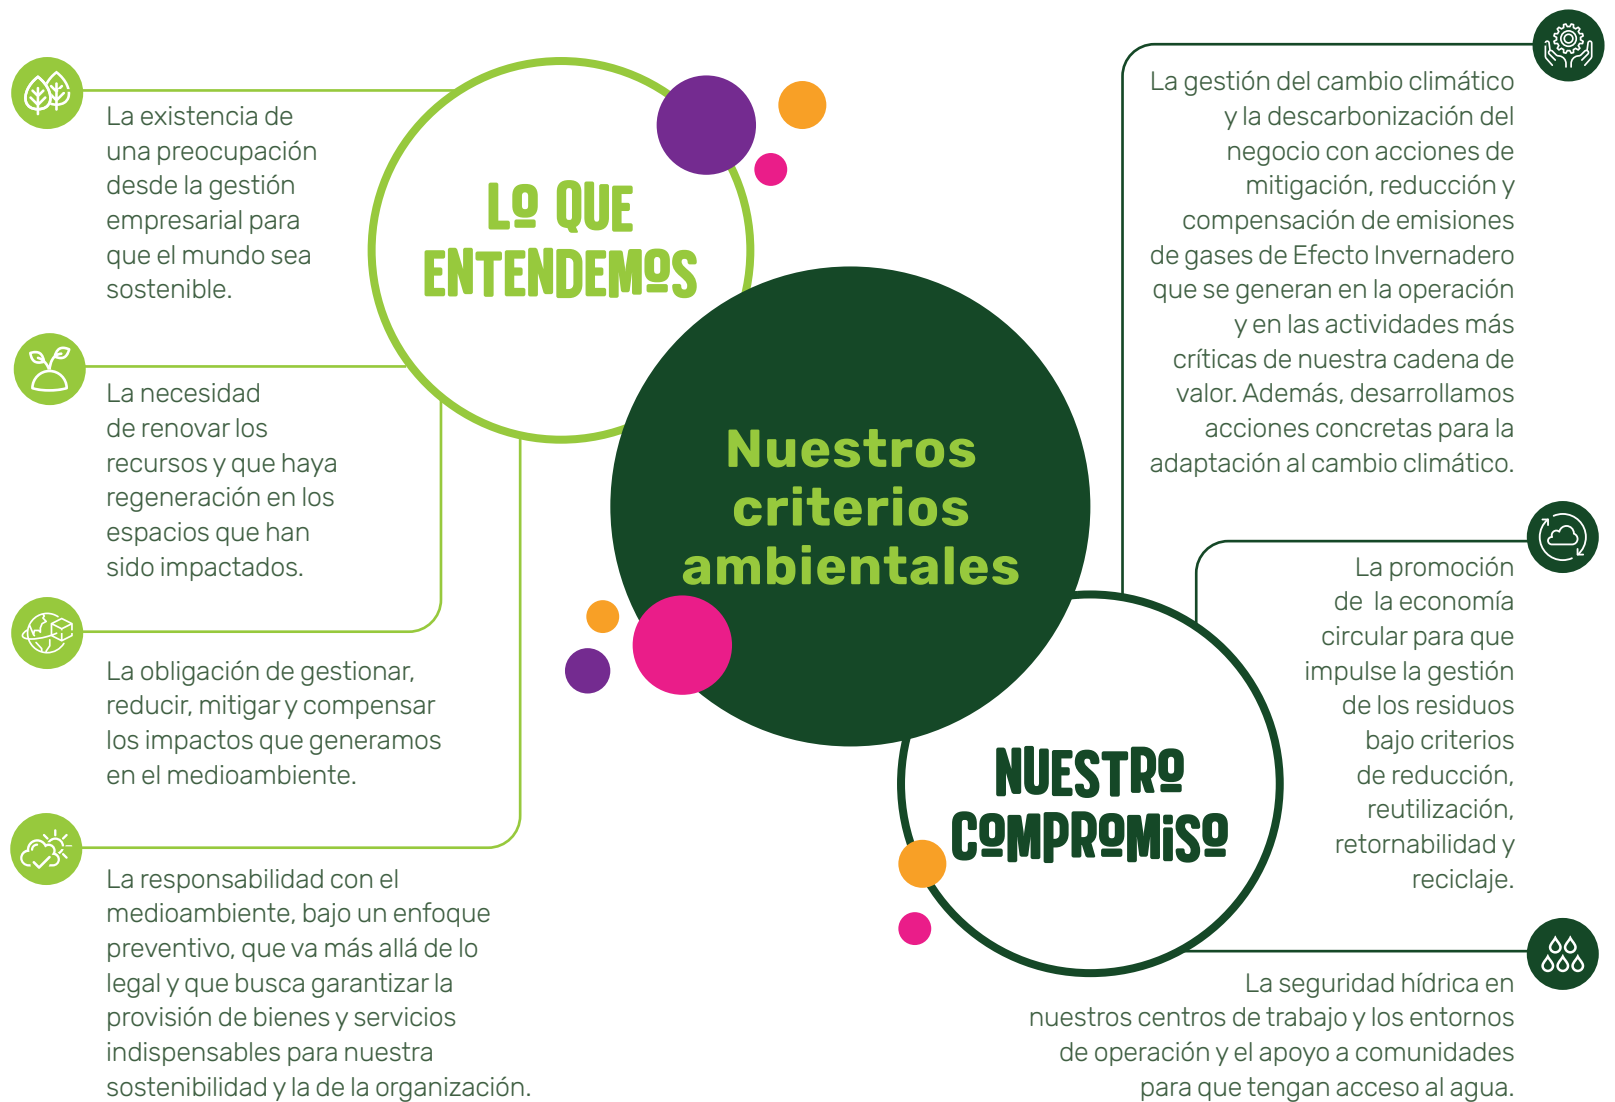 Nuestros
criterios
ambientales
LO QUE
ENTENDEMOS
La existencia de
una preocupación
desde la gestión
empresarial para
que el mundo sea
sostenible.
La necesidad
de renovar los
recursos y que haya
regeneración en los
espacios que han
sido impactados.
La obligación de gestionar,
reducir, mitigar y compensar
los impactos que generamos
en el medioambiente.
La responsabilidad con el
medioambiente, bajo un enfoque
preventivo, que va más allá de lo
legal y que busca garantizar la
provisión de bienes y servicios
indispensables para nuestra
sostenibilidad y la de la organización.
NUESTRO
COMPROMiSO
La gestión del cambio climático
y la descarbonización del
negocio con acciones de
mitigación, reducción y
compensación de emisiones
de gases de Efecto Invernadero
que se generan en la operación
y en las actividades más
críticas de nuestra cadena de
valor. Además, desarrollamos
acciones concretas para la
adaptación al cambio climático.
La promoción
de la economía
circular para que
impulse la gestión
de los residuos
bajo criterios
de reducción,
reutilización,
retornabilidad y
reciclaje.
La seguridad hídrica en
nuestros centros de trabajo y los entornos
de operación y el apoyo a comunidades
para que tengan acceso al agua.